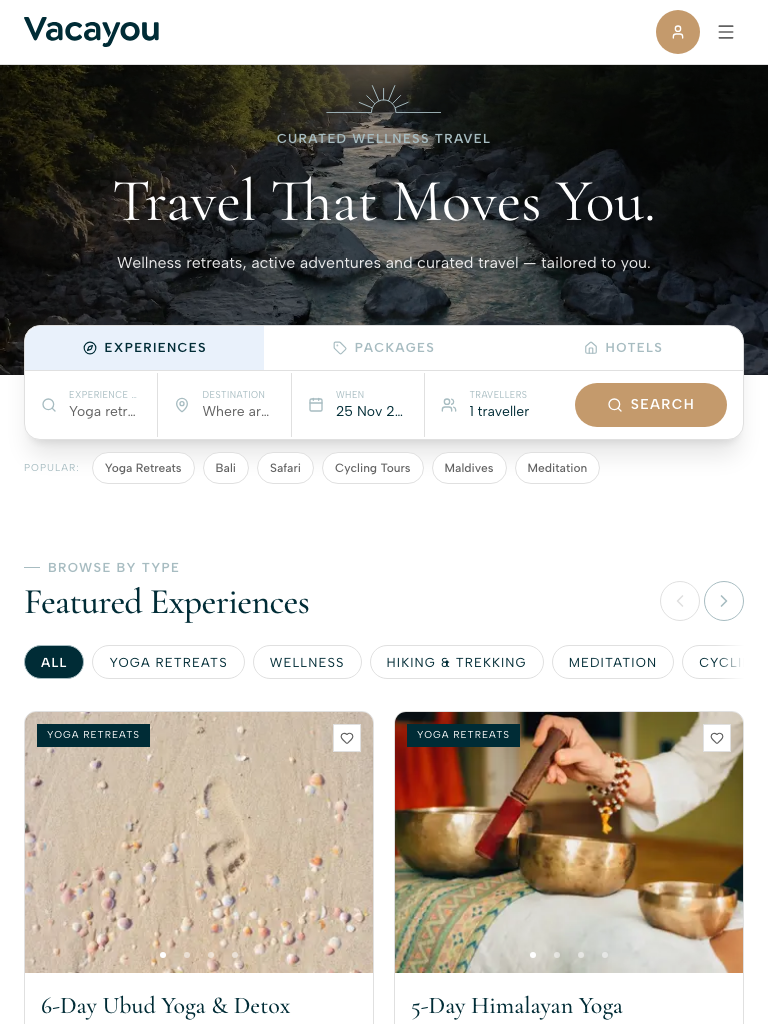 Vacayou
CURATED WELLNESS TRAVEL
Travel That Moves You.
Wellness retreats, active adventures and curated travel — tailored to you.
EXPERIENCES
PACKAGES
HOTELS
EXPERIENCE ...
Yoga retr...
DESTINATION
Where ar...
WHEN
25 Nov 2...
TRAVELLERS
1 traveller
SEARCH
POPULAR:
Yoga Retreats
Bali
Safari
Cycling Tours
Maldives
Meditation
BROWSE BY TYPE
Featured Experiences
ALL
YOGA RETREATS
WELLNESS
HIKING & TREKKING
MEDITATION
CYCLI
YOGA RETREATS
YOGA RETREATS
6-Day Ubud Yoga & Detox
5-Day Himalayan Yoga